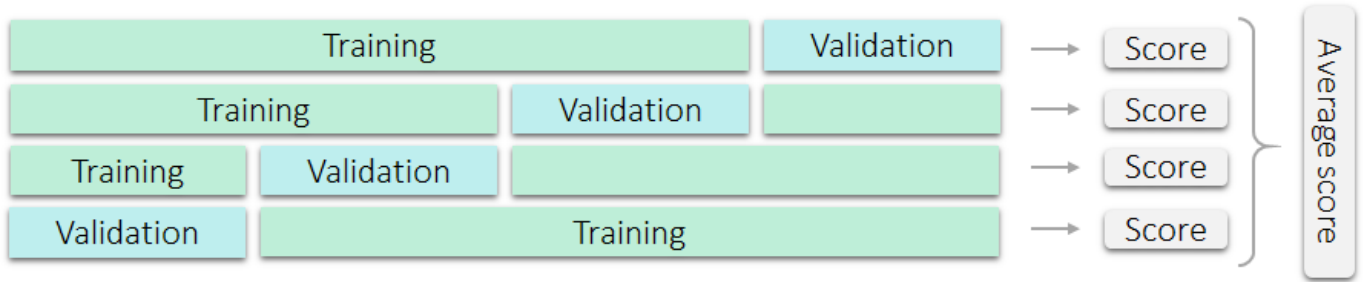 Training Validation Score
Training Validation Score
Training Validation Score
Validation Training Score
Average score